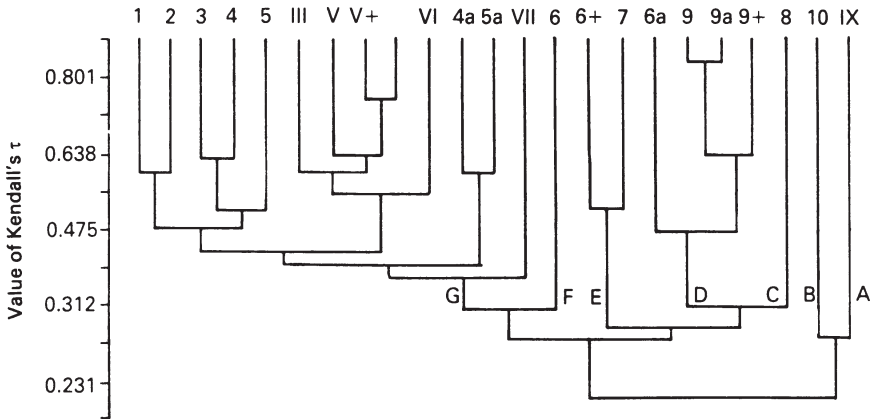 1 2 3 4 5 III V V+ VI 4a 5a VII 6 6+ 7 6a 9 9a 9+ 8 10 IX
0.801
0.638
0.475
0.312
0.231
Value of Kendall's τ
G F E D C B A